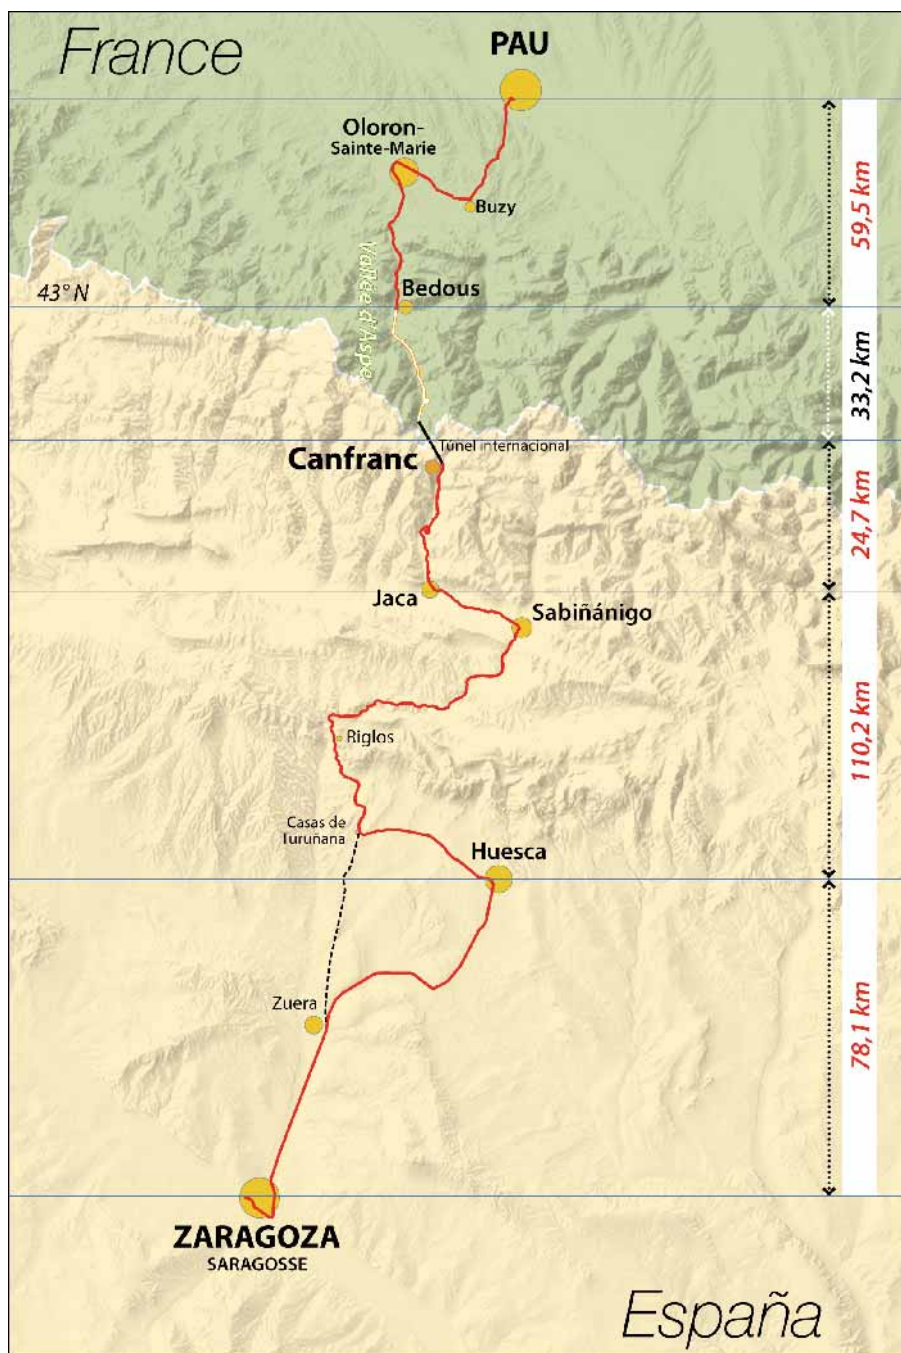 France
PAU
Oloron-
Sainte-Marie
Buzy
59,5 km
Vallée d'Aspe
43° N
Bedous
33,2 km
Túnel internacional
Canfranc
24,7 km
Jaca
Sabiñánigo
110,2 km
Riglos
Casas de
Turuñana
Huesca
Zuera
78,1 km
ZARAGOZA
SARAGOSSE
España